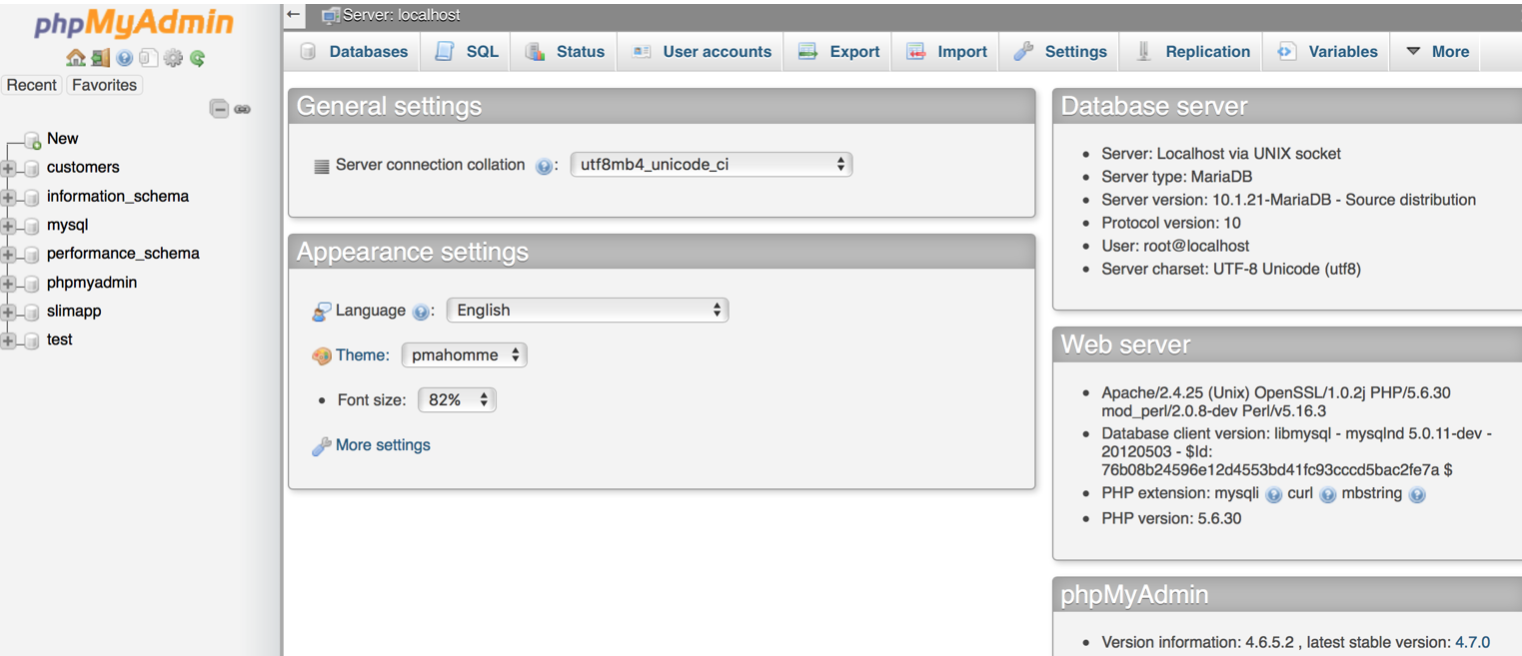 phpMyAdmin
Recent Favorites
New
customers
information_schema
mysql
performance_schema
phpmyadmin
slimapp
test
Server: localhost
Databases SQL Status User accounts Export Import Settings Replication Variables More
General settings
Server connection collation : utf8mb4_unicode_ci
Appearance settings
Language : English
Theme: pmahomme
Font size: 82%
More settings
Database server
Server: Localhost via UNIX socket
Server type: MariaDB
Server version: 10.1.21-MariaDB - Source distribution
Protocol version: 10
User: root@localhost
Server charset: UTF-8 Unicode (utf8)
Web server
Apache/2.4.25 (Unix) OpenSSL/1.0.2j PHP/5.6.30
mod_perl/2.0.8-dev Perl/v5.16.3
Database client version: libmysql - mysqlnd 5.0.11-dev -
20120503 - $Id:
76b08b24596e12d4553bd41fc93cccd5bac2fe7a $
PHP extension: mysqli curl mbstring
PHP version: 5.6.30
phpMyAdmin
Version information: 4.6.5.2 , latest stable version: 4.7.0